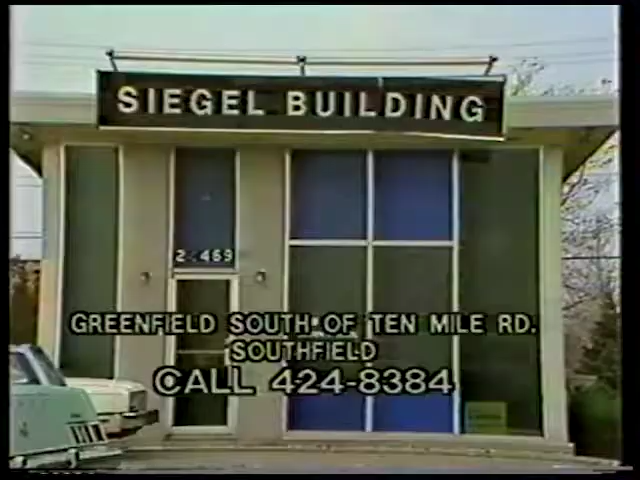 SIEGEL BUILDING
GREENFIELD SOUTH OF TEN MILE RD.
SOUTHFIELD
CALL 424-8384